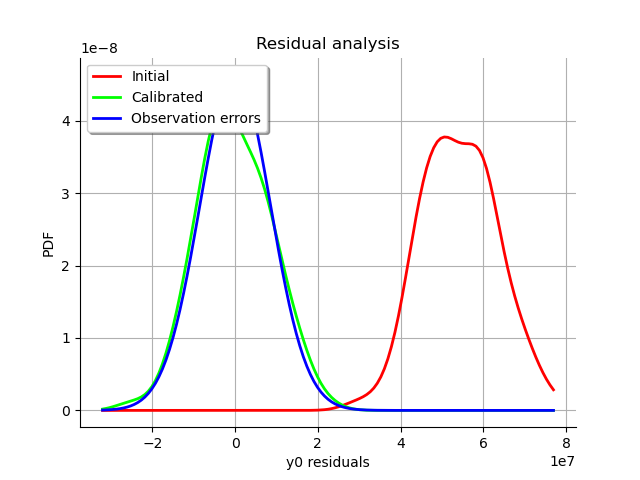 Residual analysis
1e−8
Initial
Calibrated
Observation errors
4
3
2
1
0
PDF
−2 0 2 4 6 8
1e7
y0 residuals